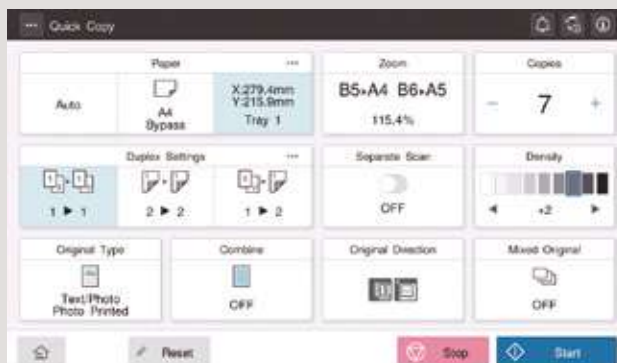 Quick Copy
Paper
Zoom
Copies
Auto
A4
Bypass
X:279.4mm
Y:215.9mm
Tray 1
B5▸A4 B6▸A5
115.4%
- 7 +
Duplex Settings
Separate Scan
Density
1 ▶ 1
2 ▶ 2
1 ▶ 2
OFF
+2
Original Type
Combine
Original Direction
Mixed Original
Text/Photo
Photo Printed
OFF
OFF
Reset
Stop
Start